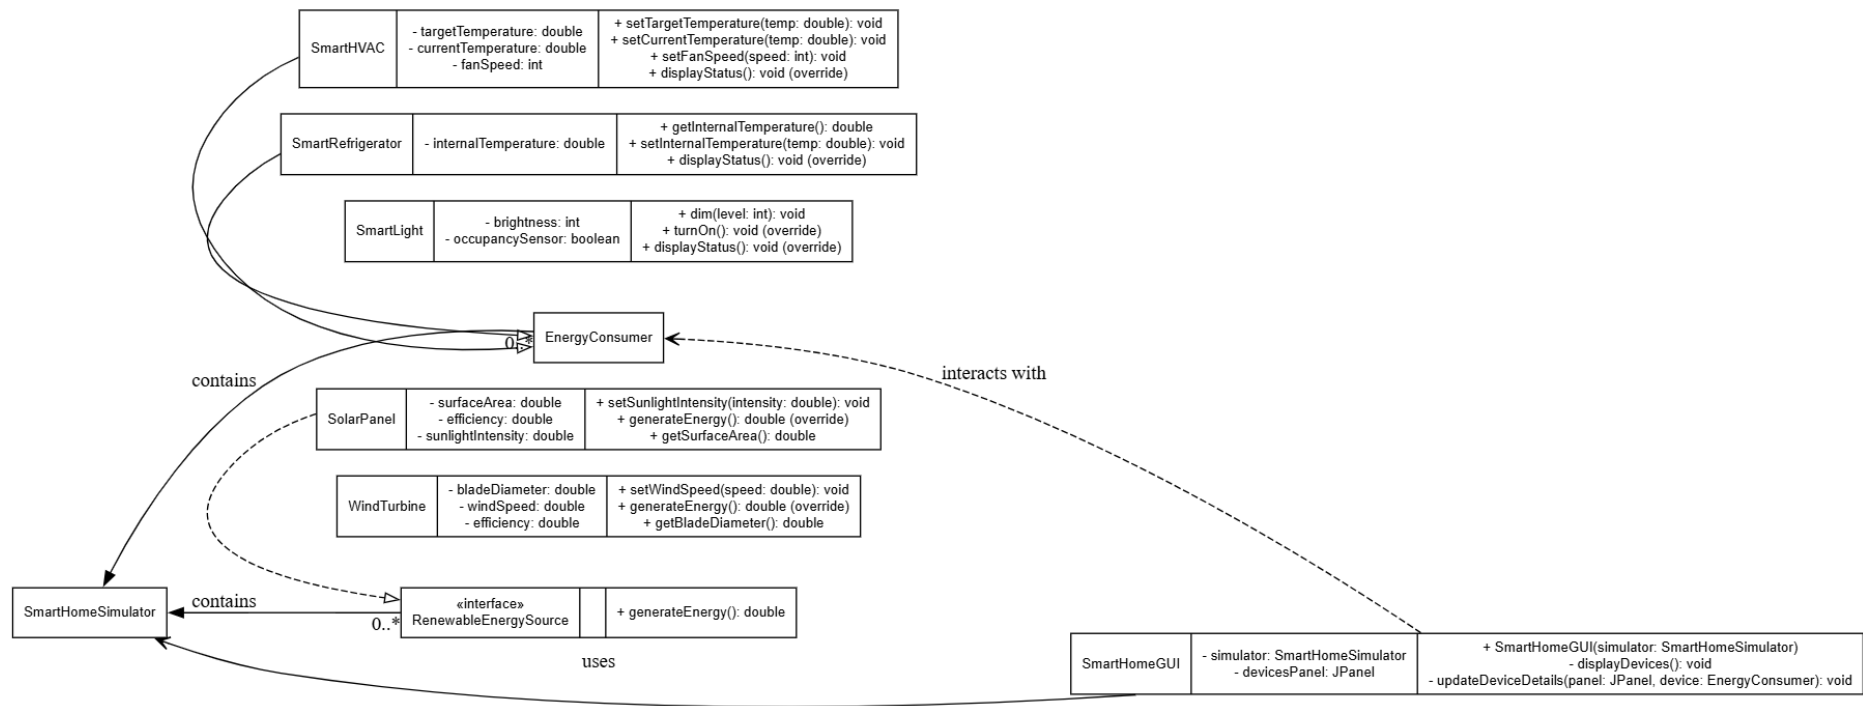 SmartHVAC
- targetTemperature: double
- currentTemperature: double
- fanSpeed: int
+ setTargetTemperature(temp: double): void
+ setCurrentTemperature(temp: double): void
+ setFanSpeed(speed: int): void
+ displayStatus(): void (override)
SmartRefrigerator
- internalTemperature: double
+ getInternalTemperature(): double
+ setInternalTemperature(temp: double): void
+ displayStatus(): void (override)
SmartLight
- brightness: int
- occupancySensor: boolean
+ dim(level: int): void
+ turnOn(): void (override)
+ displayStatus(): void (override)
0..*
EnergyConsumer
contains
interacts with
SolarPanel
- surfaceArea: double
- efficiency: double
- sunlightIntensity: double
+ setSunlightIntensity(intensity: double): void
+ generateEnergy(): double (override)
+ getSurfaceArea(): double
WindTurbine
- bladeDiameter: double
- windSpeed: double
- efficiency: double
+ setWindSpeed(speed: double): void
+ generateEnergy(): double (override)
+ getBladeDiameter(): double
SmartHomeSimulator
contains
0..*
«interface»
RenewableEnergySource
+ generateEnergy(): double
uses
SmartHomeGUI
- simulator: SmartHomeSimulator
- devicesPanel: JPanel
+ SmartHomeGUI(simulator: SmartHomeSimulator)
- displayDevices(): void
- updateDeviceDetails(panel: JPanel, device: EnergyConsumer): void